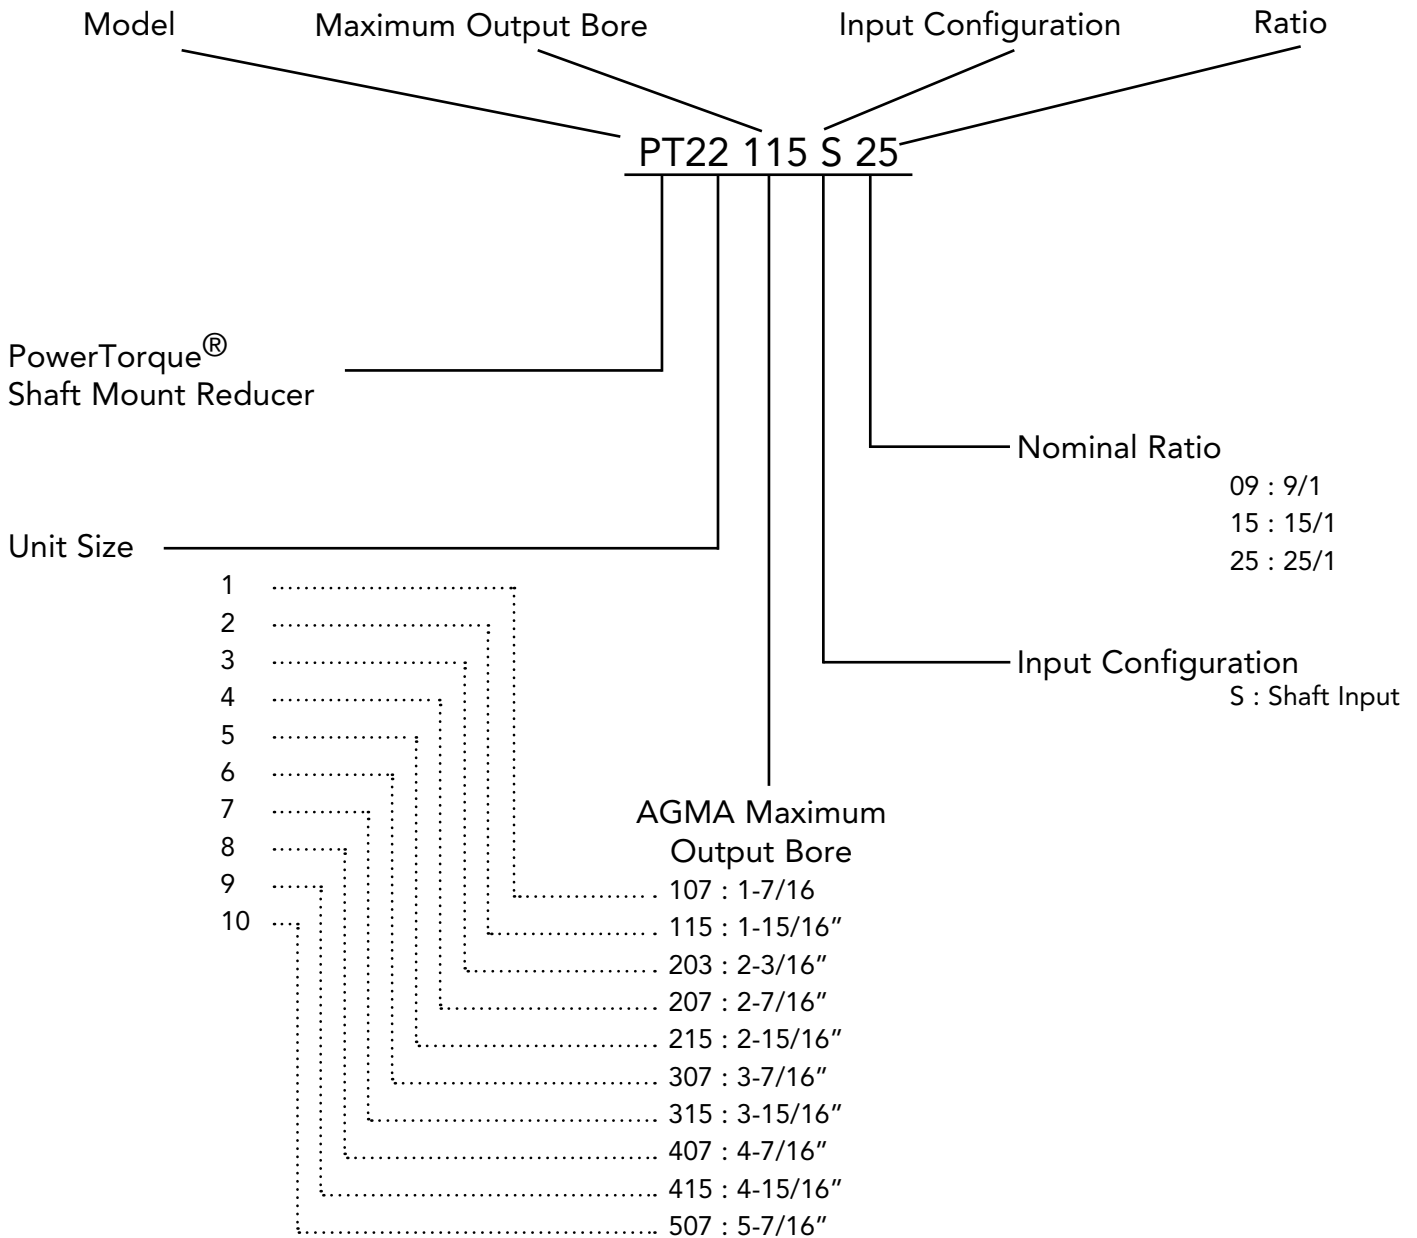 Model Maximum Output Bore Input Configuration Ratio
PT22 115 S 25
PowerTorque®
Shaft Mount Reducer
Nominal Ratio
09 : 9/1
15 : 15/1
25 : 25/1
Unit Size
1
2
3
4
5
6
7
8
9
10
Input Configuration
S : Shaft Input
AGMA Maximum
Output Bore
107 : 1-7/16
115 : 1-15/16”
203 : 2-3/16”
207 : 2-7/16”
215 : 2-15/16”
307 : 3-7/16”
315 : 3-15/16”
407 : 4-7/16”
415 : 4-15/16”
507 : 5-7/16”